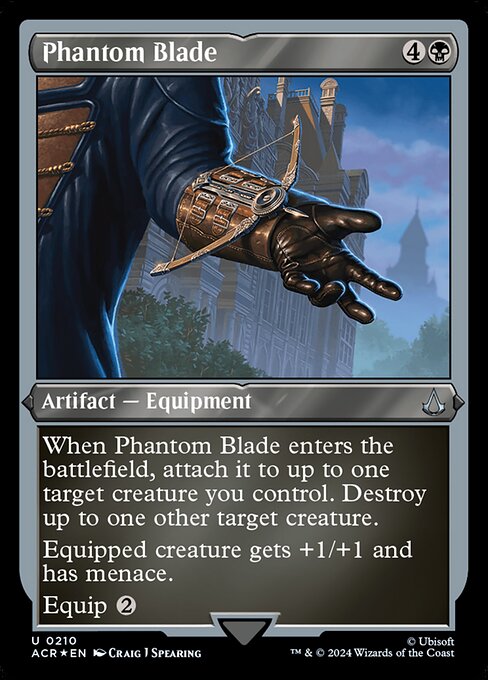 Phantom Blade 4
Artifact — Equipment
When Phantom Blade enters the
battlefield, attach it to up to one
target creature you control. Destroy
up to one other target creature.
Equipped creature gets +1/+1 and
has menace.
Equip 2
U 0210
ACR★EN Craig J Spearing
© Ubisoft
™ & © 2024 Wizards of the Coast